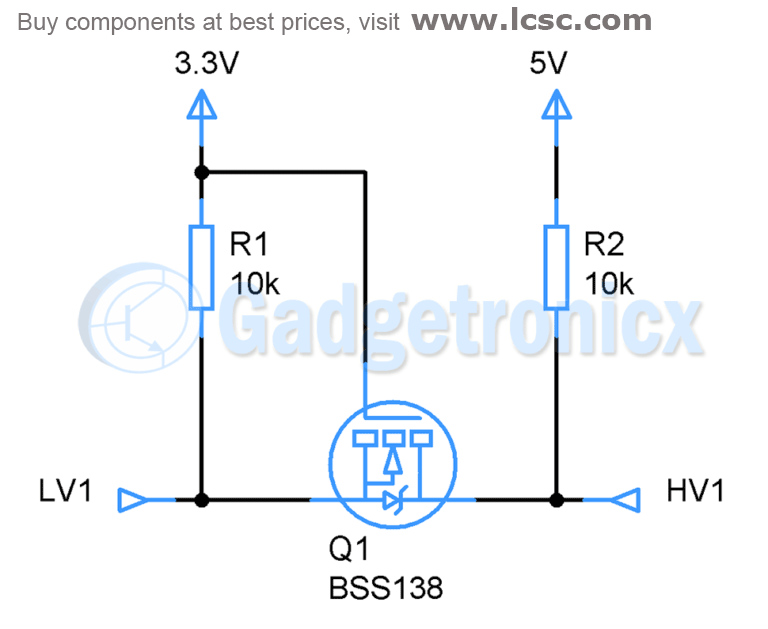 Buy components at best prices, visit www.lcsc.com
3.3V
5V
R1
10k
R2
10k
Gadgetronicx
LV1
HV1
Q1
BSS138